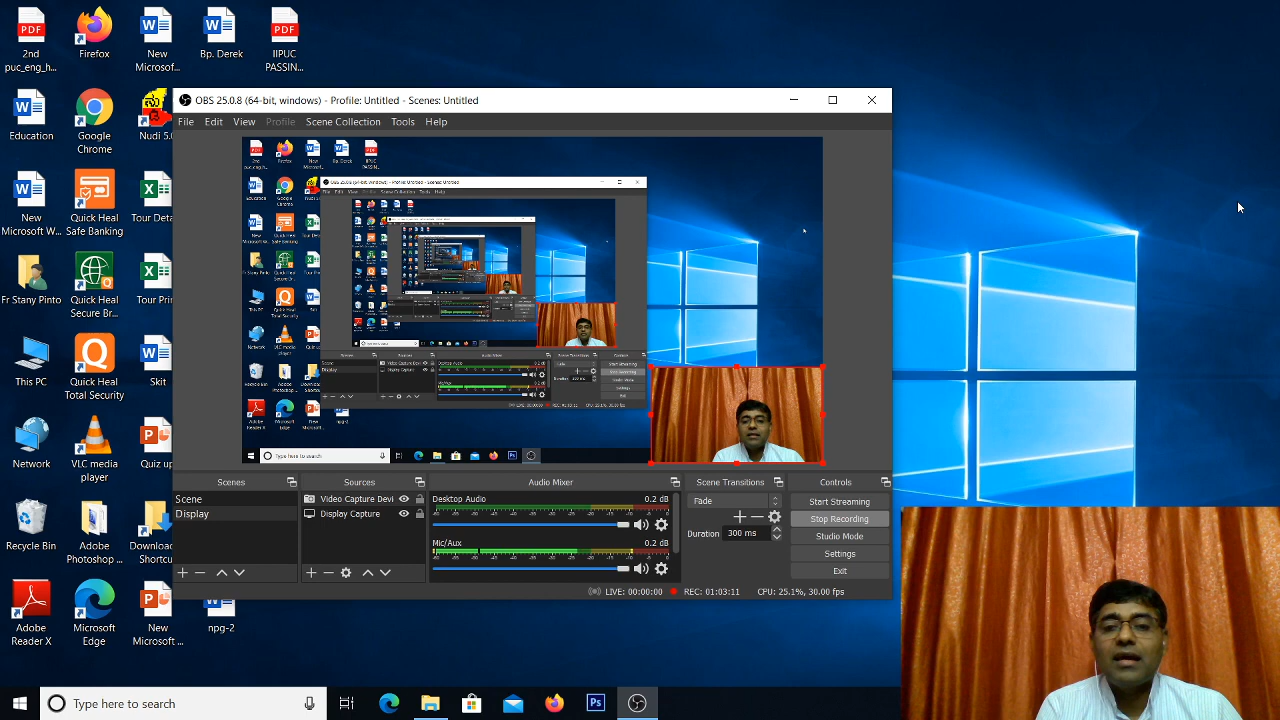 2nd
puc_eng_h...
Firefox
New
Microsof...
Bp. Derek
IIPUC
PASSIN...
Education
Google
Chrome
Nudi 5.0
New
Microsoft W...
Quick Heal
Safe Banking
Tour Deta
Fr Stany Pinto
Quick Heal
Secure Br...
Tour Prin
This PC
Quick Heal
Total Security
Skit
Network
VLC media
player
Quiz up
Recycle Bin
Adobe
Photoshop ...
Downloa
Shortcu
Adobe
Reader X
Microsoft
Edge
New
Microsoft ...
npg-2
OBS 25.0.8 (64-bit, windows) - Profile: Untitled - Scenes: Untitled
File Edit View Profile Scene Collection Tools Help
Scenes
Scene
Display
Sources
Video Capture Devi
Display Capture
Audio Mixer
Desktop Audio 0.2 dB
Mic/Aux 0.2 dB
Scene Transitions
Fade
Duration 300 ms
Controls
Start Streaming
Stop Recording
Studio Mode
Settings
Exit
LIVE: 00:00:00 REC: 01:03:11 CPU: 25.1%, 30.00 fps
Type here to search